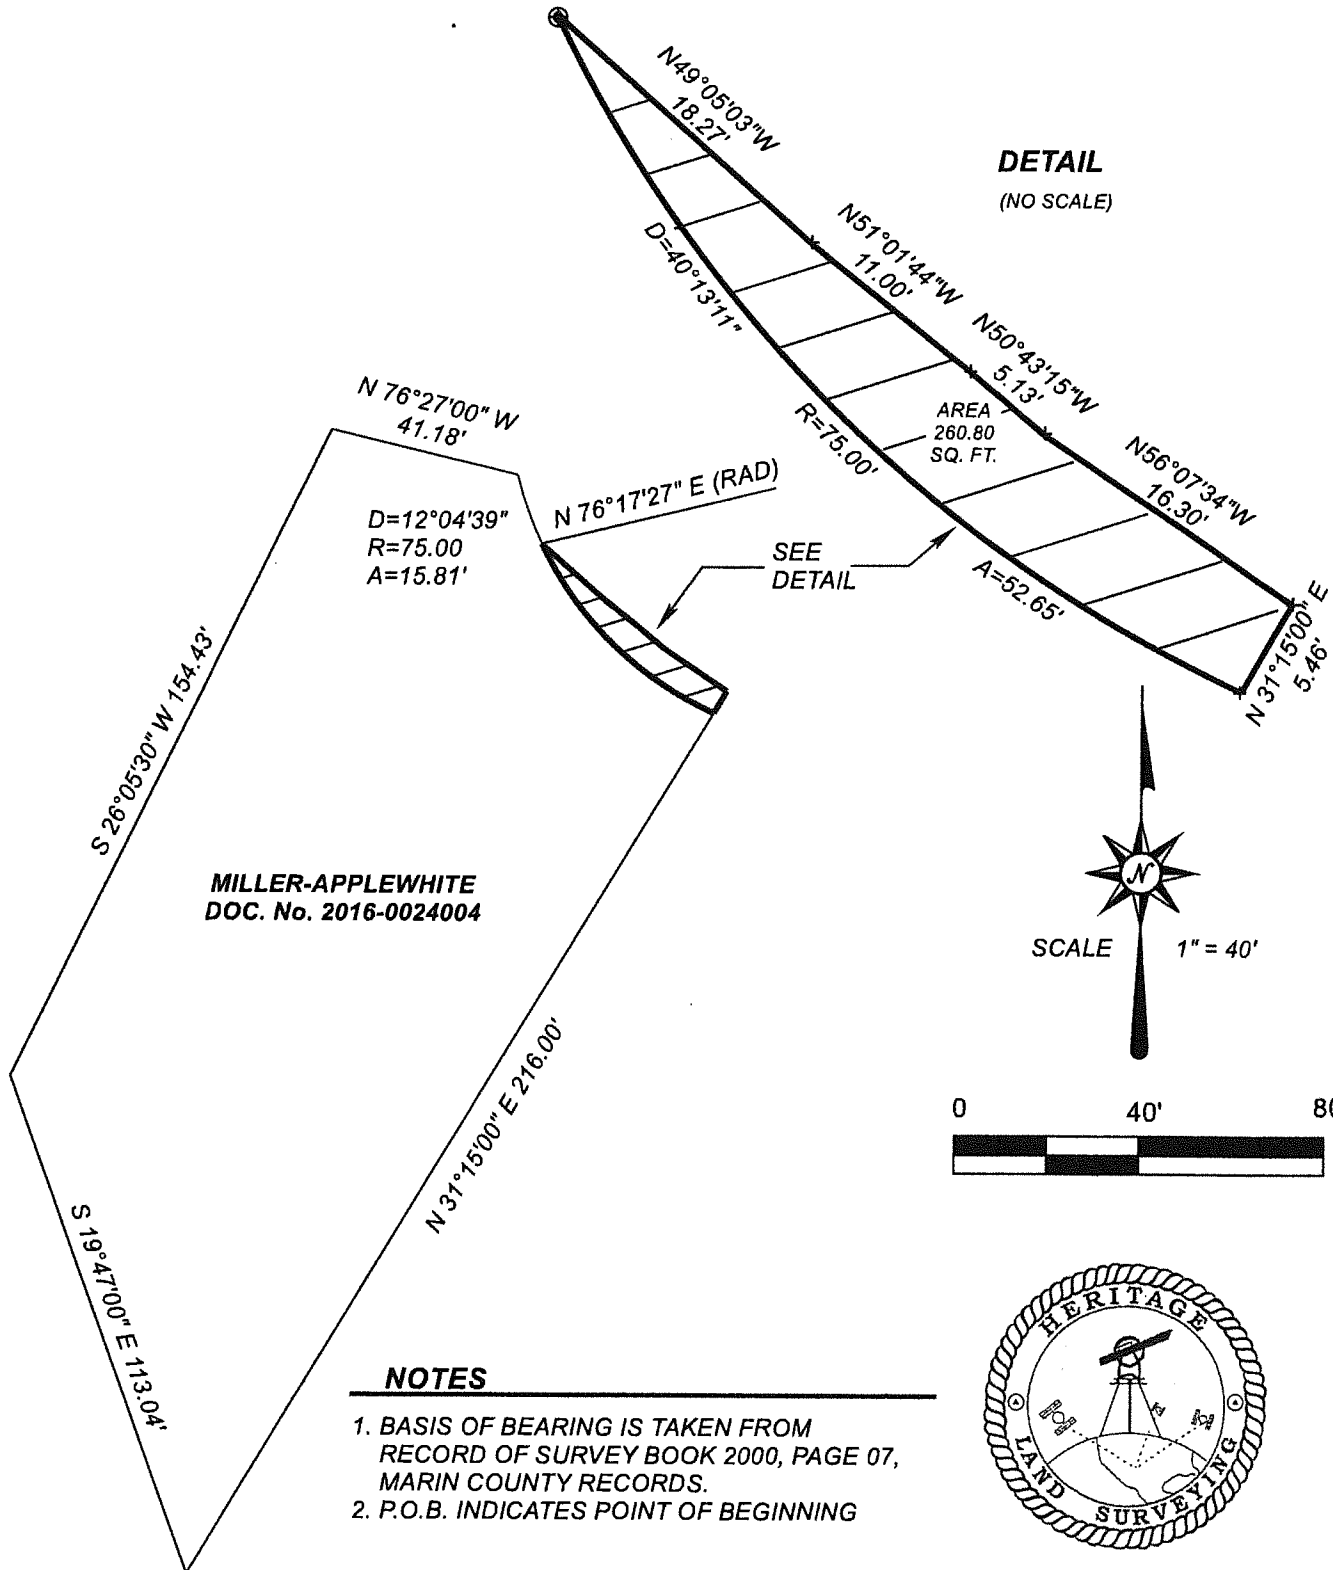 N49°05'03"W
18.27'
DETAIL
(NO SCALE)
N51°01'44"W
11.00'
D=40°13'11"
N50°43'15"W
5.13'
R=75.00'
AREA
260.80
SQ. FT.
N56°07'34"W
16.30'
A=52.65'
N 31°15'00" E
5.46'
N 76°27'00" W
41.18'
D=12°04'39"
R=75.00
A=15.81'
N 76°17'27" E (RAD)
SEE
DETAIL
S 26°05'30" W 154.43'
MILLER-APPLEWHITE
DOC. No. 2016-0024004
N
SCALE 1" = 40'
N 31°15'00" E 216.00'
0 40'
S 19°47'00" E 113.04'
NOTES
1. BASIS OF BEARING IS TAKEN FROM
RECORD OF SURVEY BOOK 2000, PAGE 07,
MARIN COUNTY RECORDS.
2. P.O.B. INDICATES POINT OF BEGINNING
HERITAGE
LAND SURVEYING